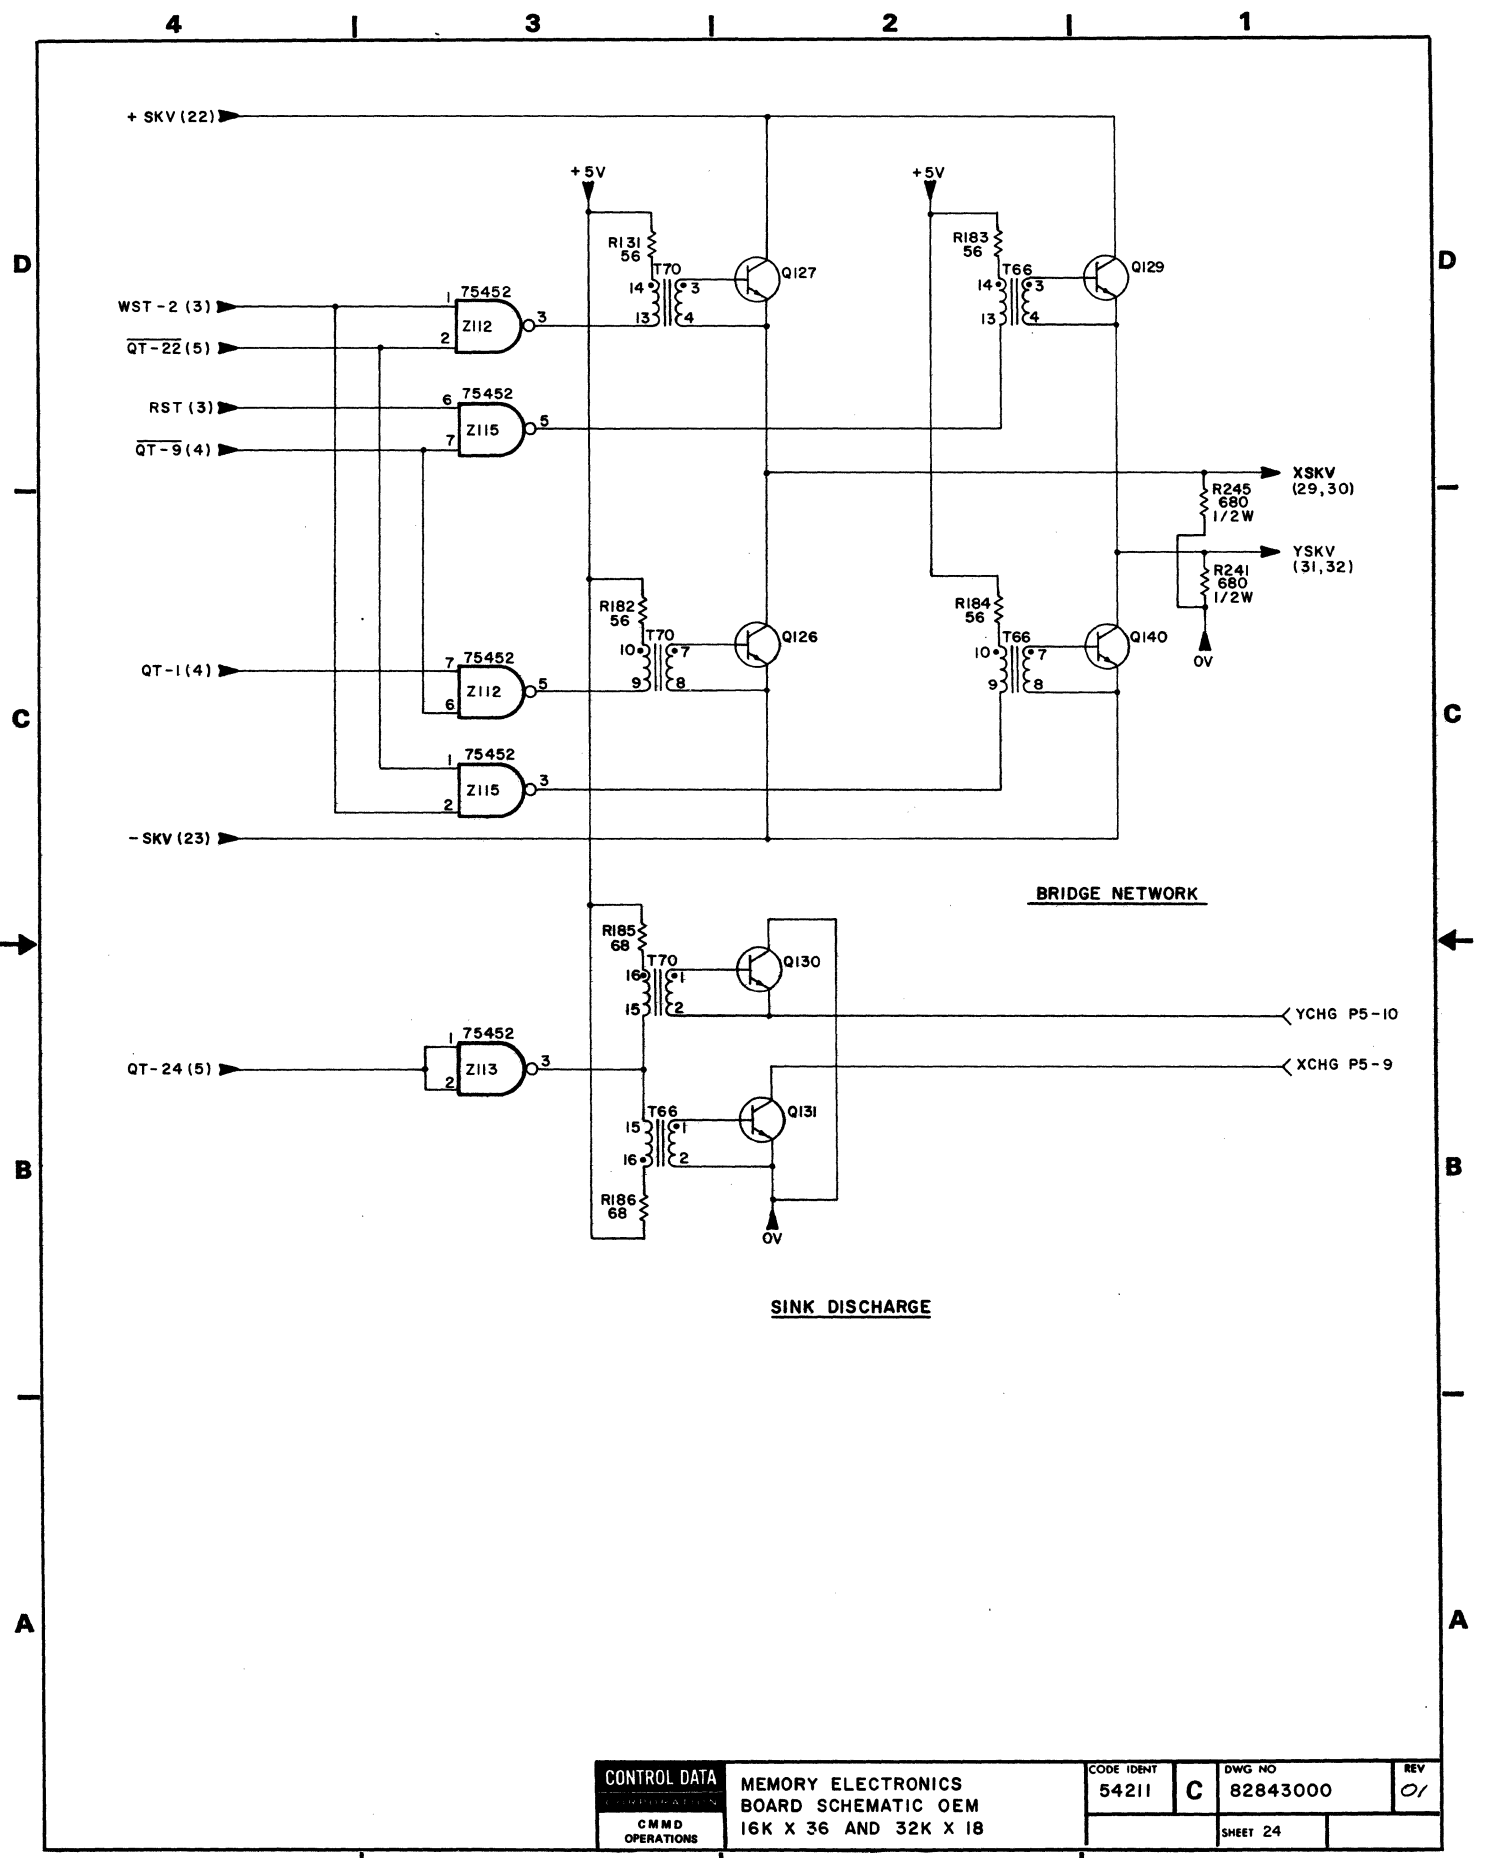 4 3 2 1
+ SKV (22)
+5V
+5V
D
D
R131
56
T70
14
3
13
4
Q127
R183
56
T66
14
3
13
4
Q129
WST-2 (3)
1
75452
Z112
3
QT-22 (5)
2
RST (3)
6
75452
Z115
5
QT-9 (4)
7
XSKV
(29,30)
R245
680
1/2W
YSKV
(31,32)
R241
680
1/2W
0V
R182
56
T70
10
7
9
8
Q126
R184
56
T66
10
7
9
8
Q140
QT-1 (4)
7
75452
Z112
5
6
C
C
1
75452
Z115
3
2
- SKV (23)
BRIDGE NETWORK
R185
68
T70
16
1
15
2
Q130
YCHG P5-10
QT-24 (5)
1
75452
Z113
3
2
XCHG P5-9
T66
15
1
16
2
Q131
B
B
R186
68
0V
SINK DISCHARGE
A
A
CONTROL DATA
CORPORATION
CMMD
OPERATIONS
MEMORY ELECTRONICS
BOARD SCHEMATIC OEM
16K X 36 AND 32K X 18
CODE IDENT
54211
C
DWG NO
82843000
REV
01
SHEET 24